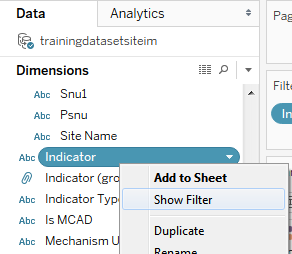 Data Analytics Pag
trainingdatasetsiteim
Dimensions
Abc Snu1
Abc Psnu
Abc Site Name
Filte
Abc Indicator In
Indicator (gro
Add to Sheet
Abc Indicator Type
Show Filter
Abc Is MCAD
Abc Mechanism U
Duplicate
Rename